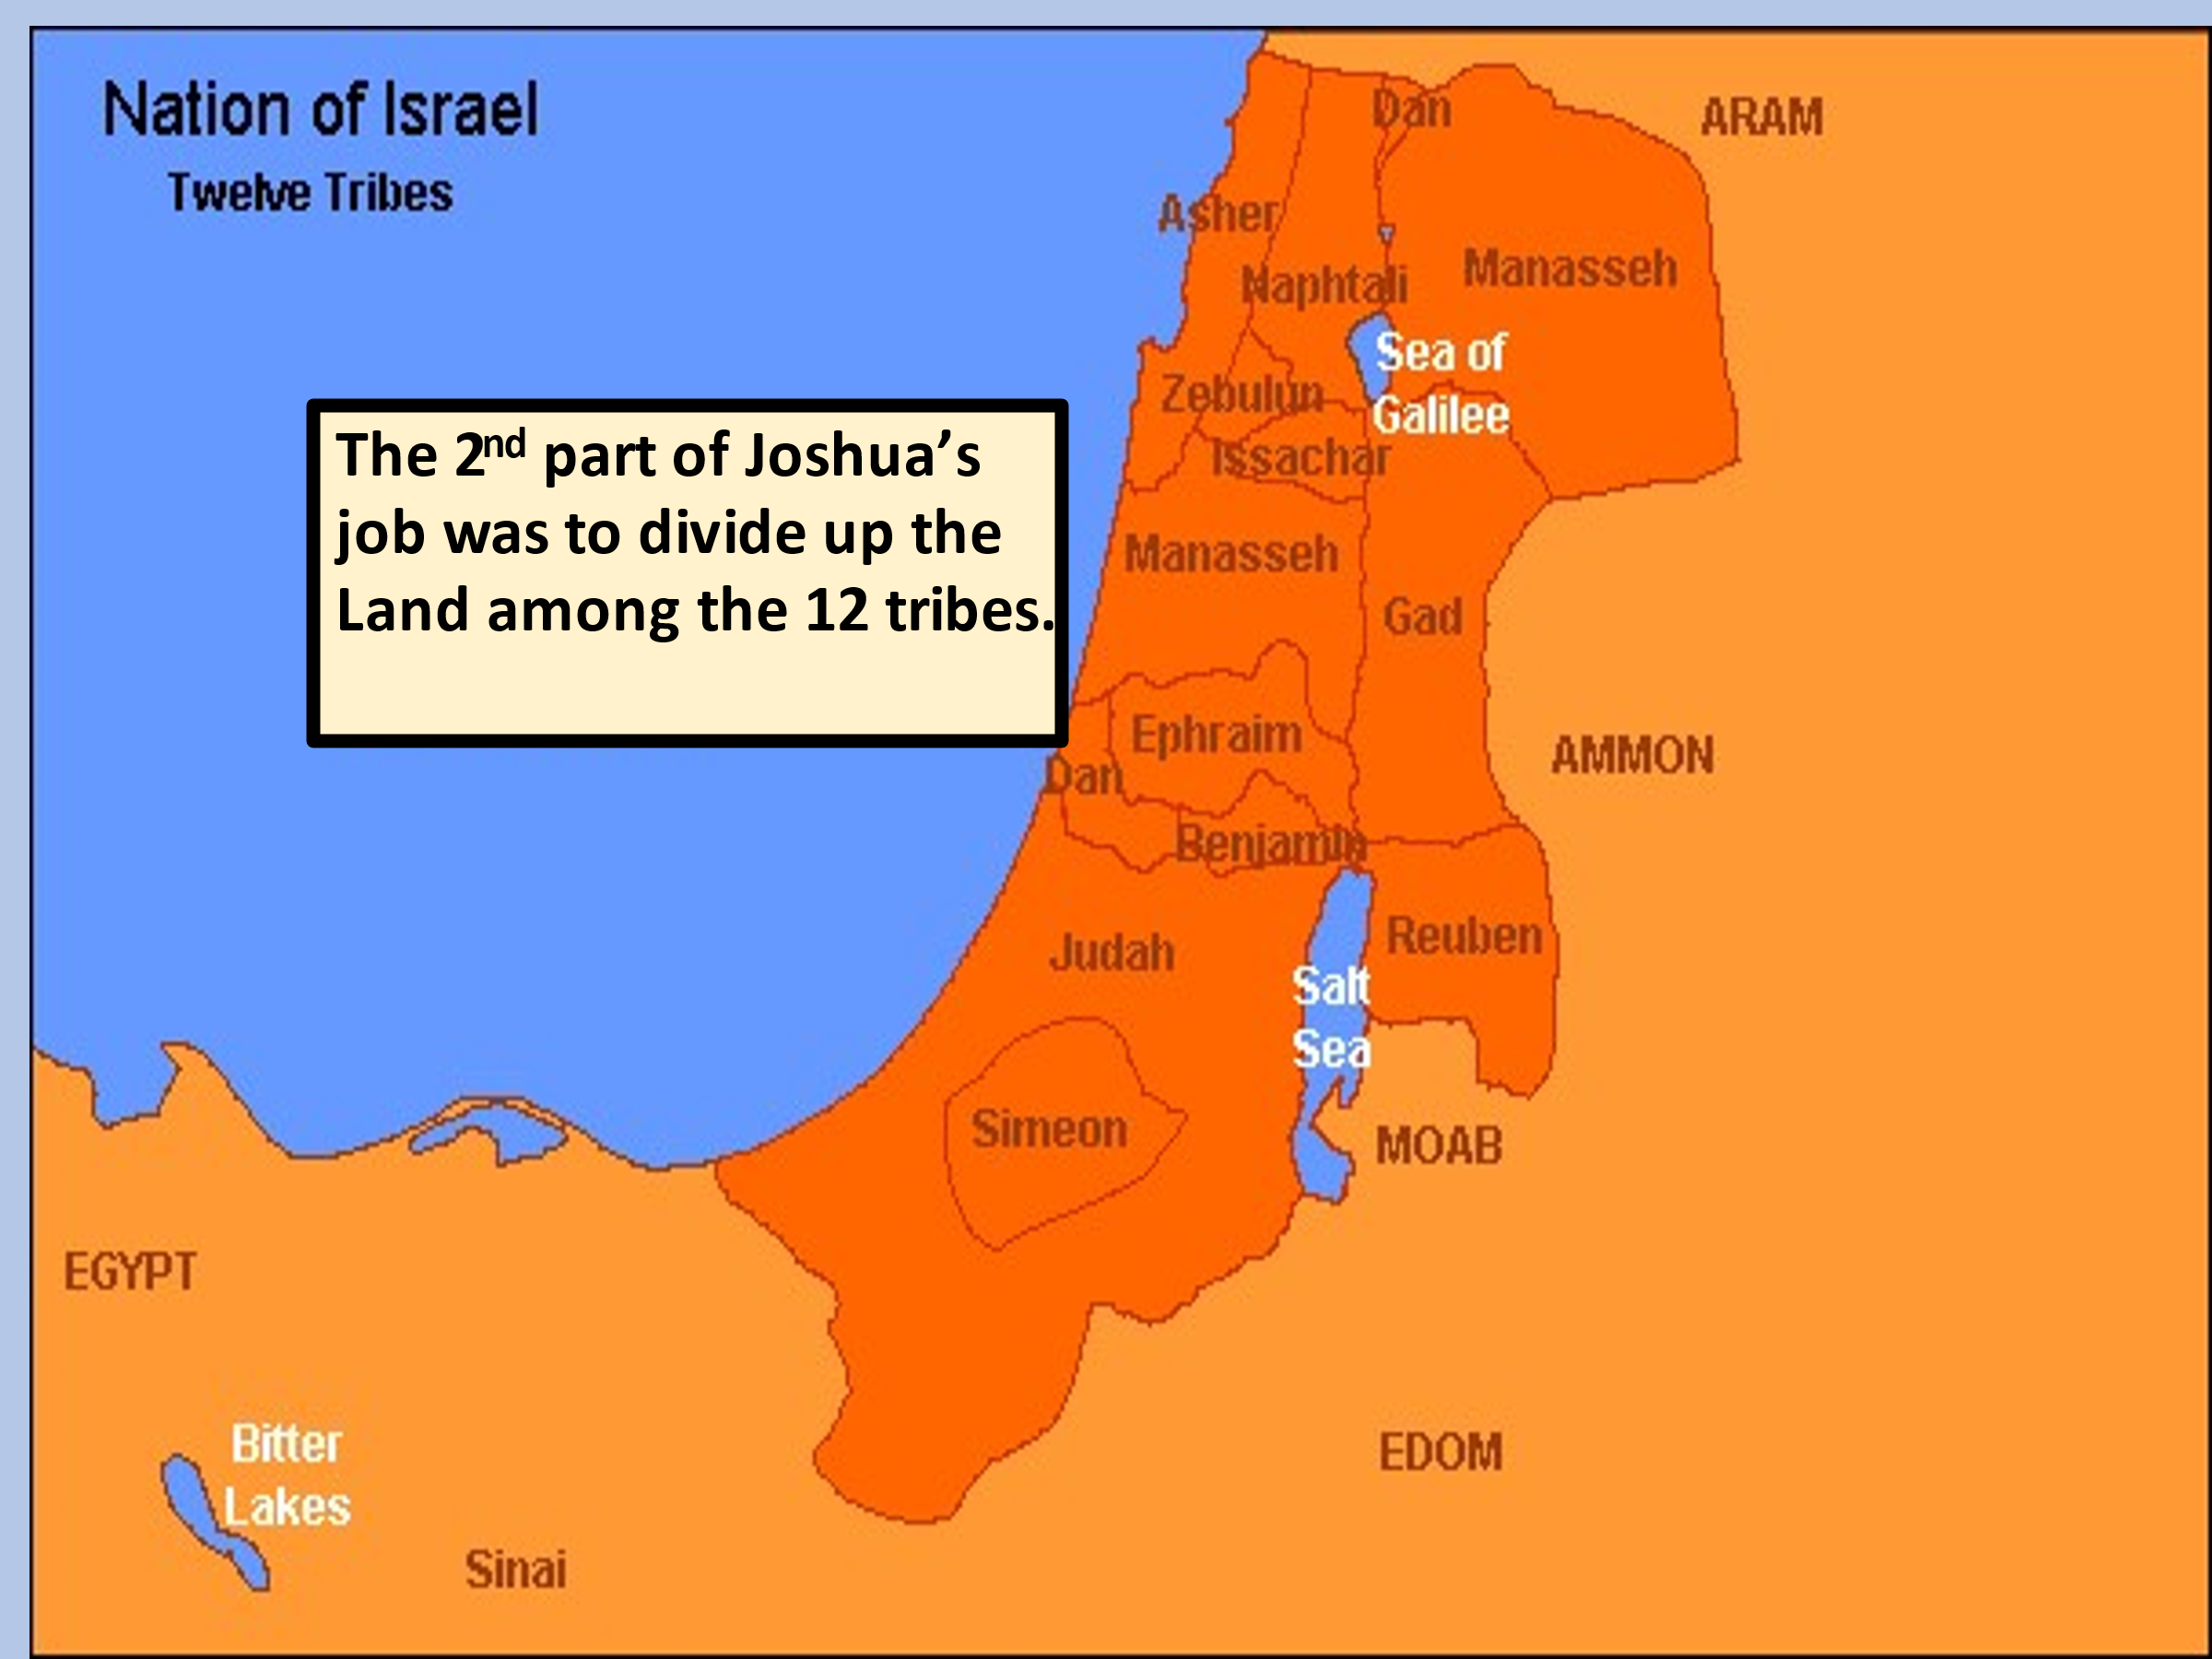 Nation of Israel
Twelve Tribes
The 2nd part of Joshua’s
job was to divide up the
Land among the 12 tribes.
Dan
ARAM
Asher
Manasseh
Naphtali
Sea of
Galilee
Zebulun
Issachar
Manasseh
Gad
Ephraim
AMMON
Dan
Benjamin
Reuben
Judah
Salt
Sea
Simeon
MOAB
EGYPT
Bitter
Lakes
EDOM
Sinai